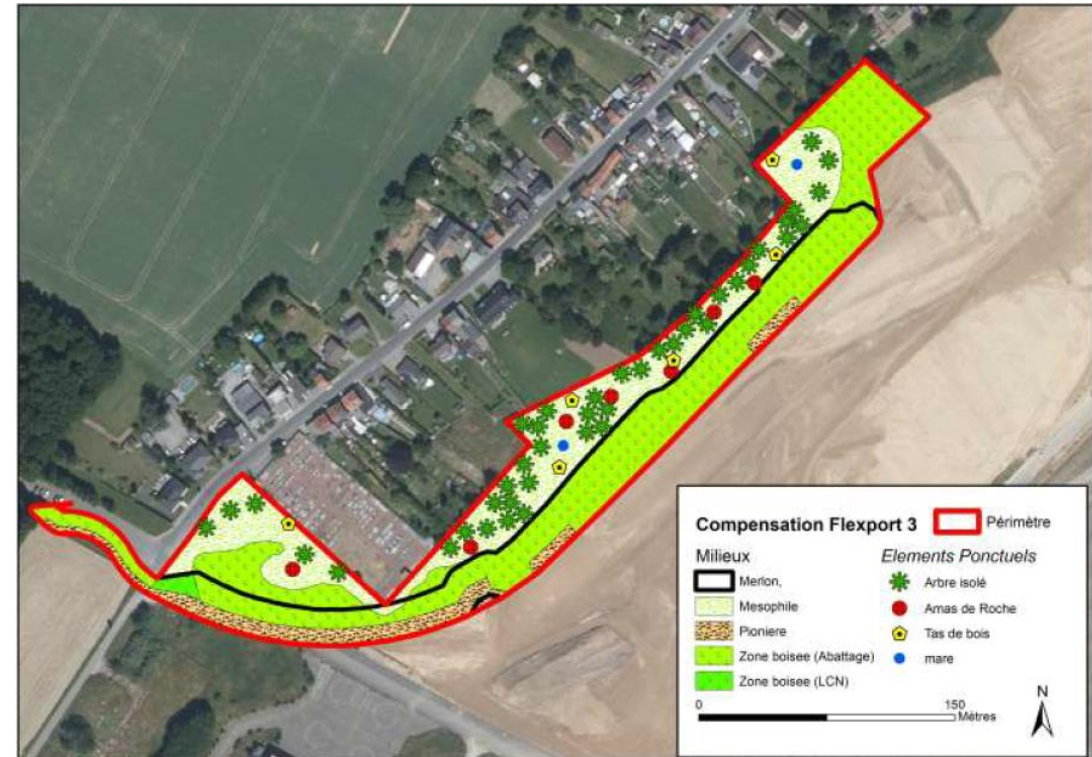 Compensation Flexport 3
Périmètre
Milieux
Merlon,
Mesophile
Pioniere
Zone boisee (Abattage)
Zone boisee (LCN)
Elements Ponctuels
Arbre isolé
Amas de Roche
Tas de bois
mare
0 150
Mètres
N